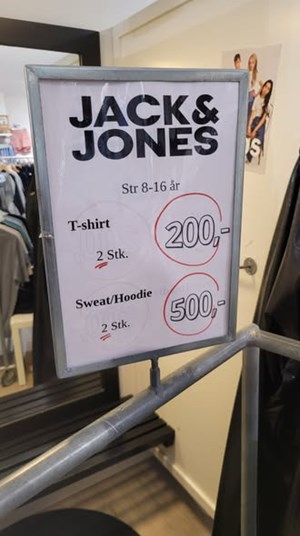 JACK&
JONES
Str 8-16 år
T-shirt
200,-
2 Stk.
Sweat/Hoodie
500,-
2 Stk.